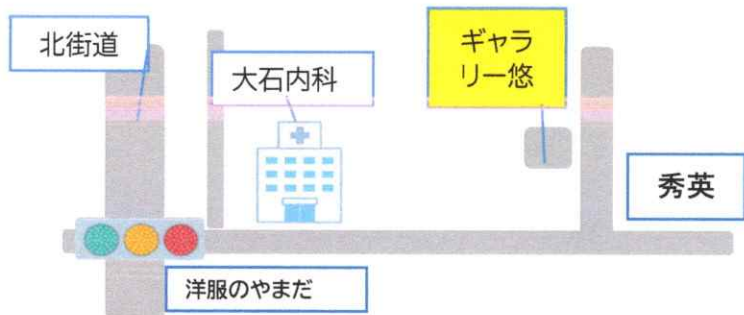 北街道
大石内科
ギャラ
リー悠
秀英
洋服のやまだ